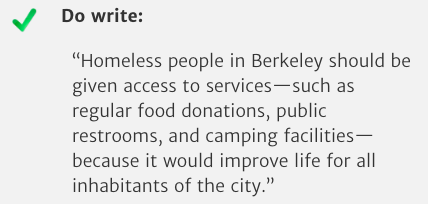 Do write:
“Homeless people in Berkeley should be
given access to services—such as
regular food donations, public
restrooms, and camping facilities—
because it would improve life for all
inhabitants of the city.”